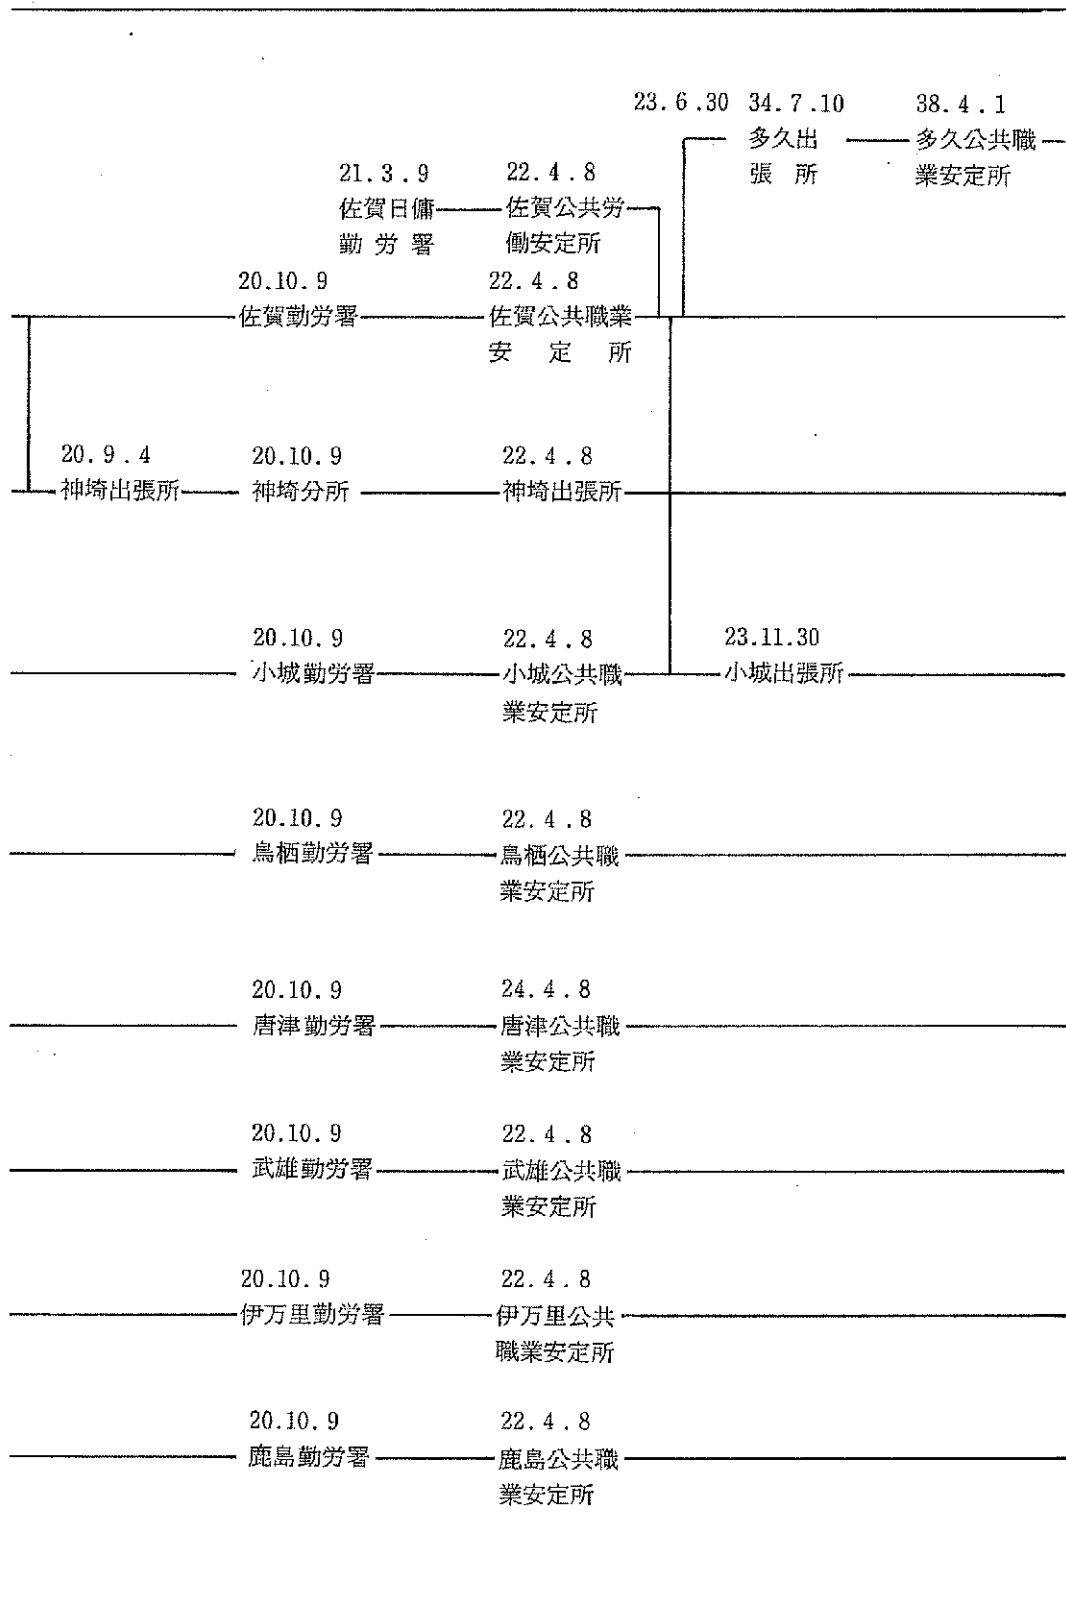 23.6.30 34.7.10 38.4.1
多久出 多久公共職
張 所 業安定所
21.3.9 22.4.8
佐賀日傭 佐賀公共労
勤労署 働安定所
20.10.9 22.4.8
佐賀勤労署 佐賀公共職業
安 定 所
20.9.4 20.10.9 22.4.8
神埼出張所 神埼分所 神埼出張所
20.10.9 22.4.8 23.11.30
小城勤労署 小城公共職 小城出張所
業安定所
20.10.9 22.4.8
鳥栖勤労署 鳥栖公共職
業安定所
20.10.9 24.4.8
唐津勤労署 唐津公共職
業安定所
20.10.9 22.4.8
武雄勤労署 武雄公共職
業安定所
20.10.9 22.4.8
伊万里勤労署 伊万里公共
職業安定所
20.10.9 22.4.8
鹿島勤労署 鹿島公共職
業安定所